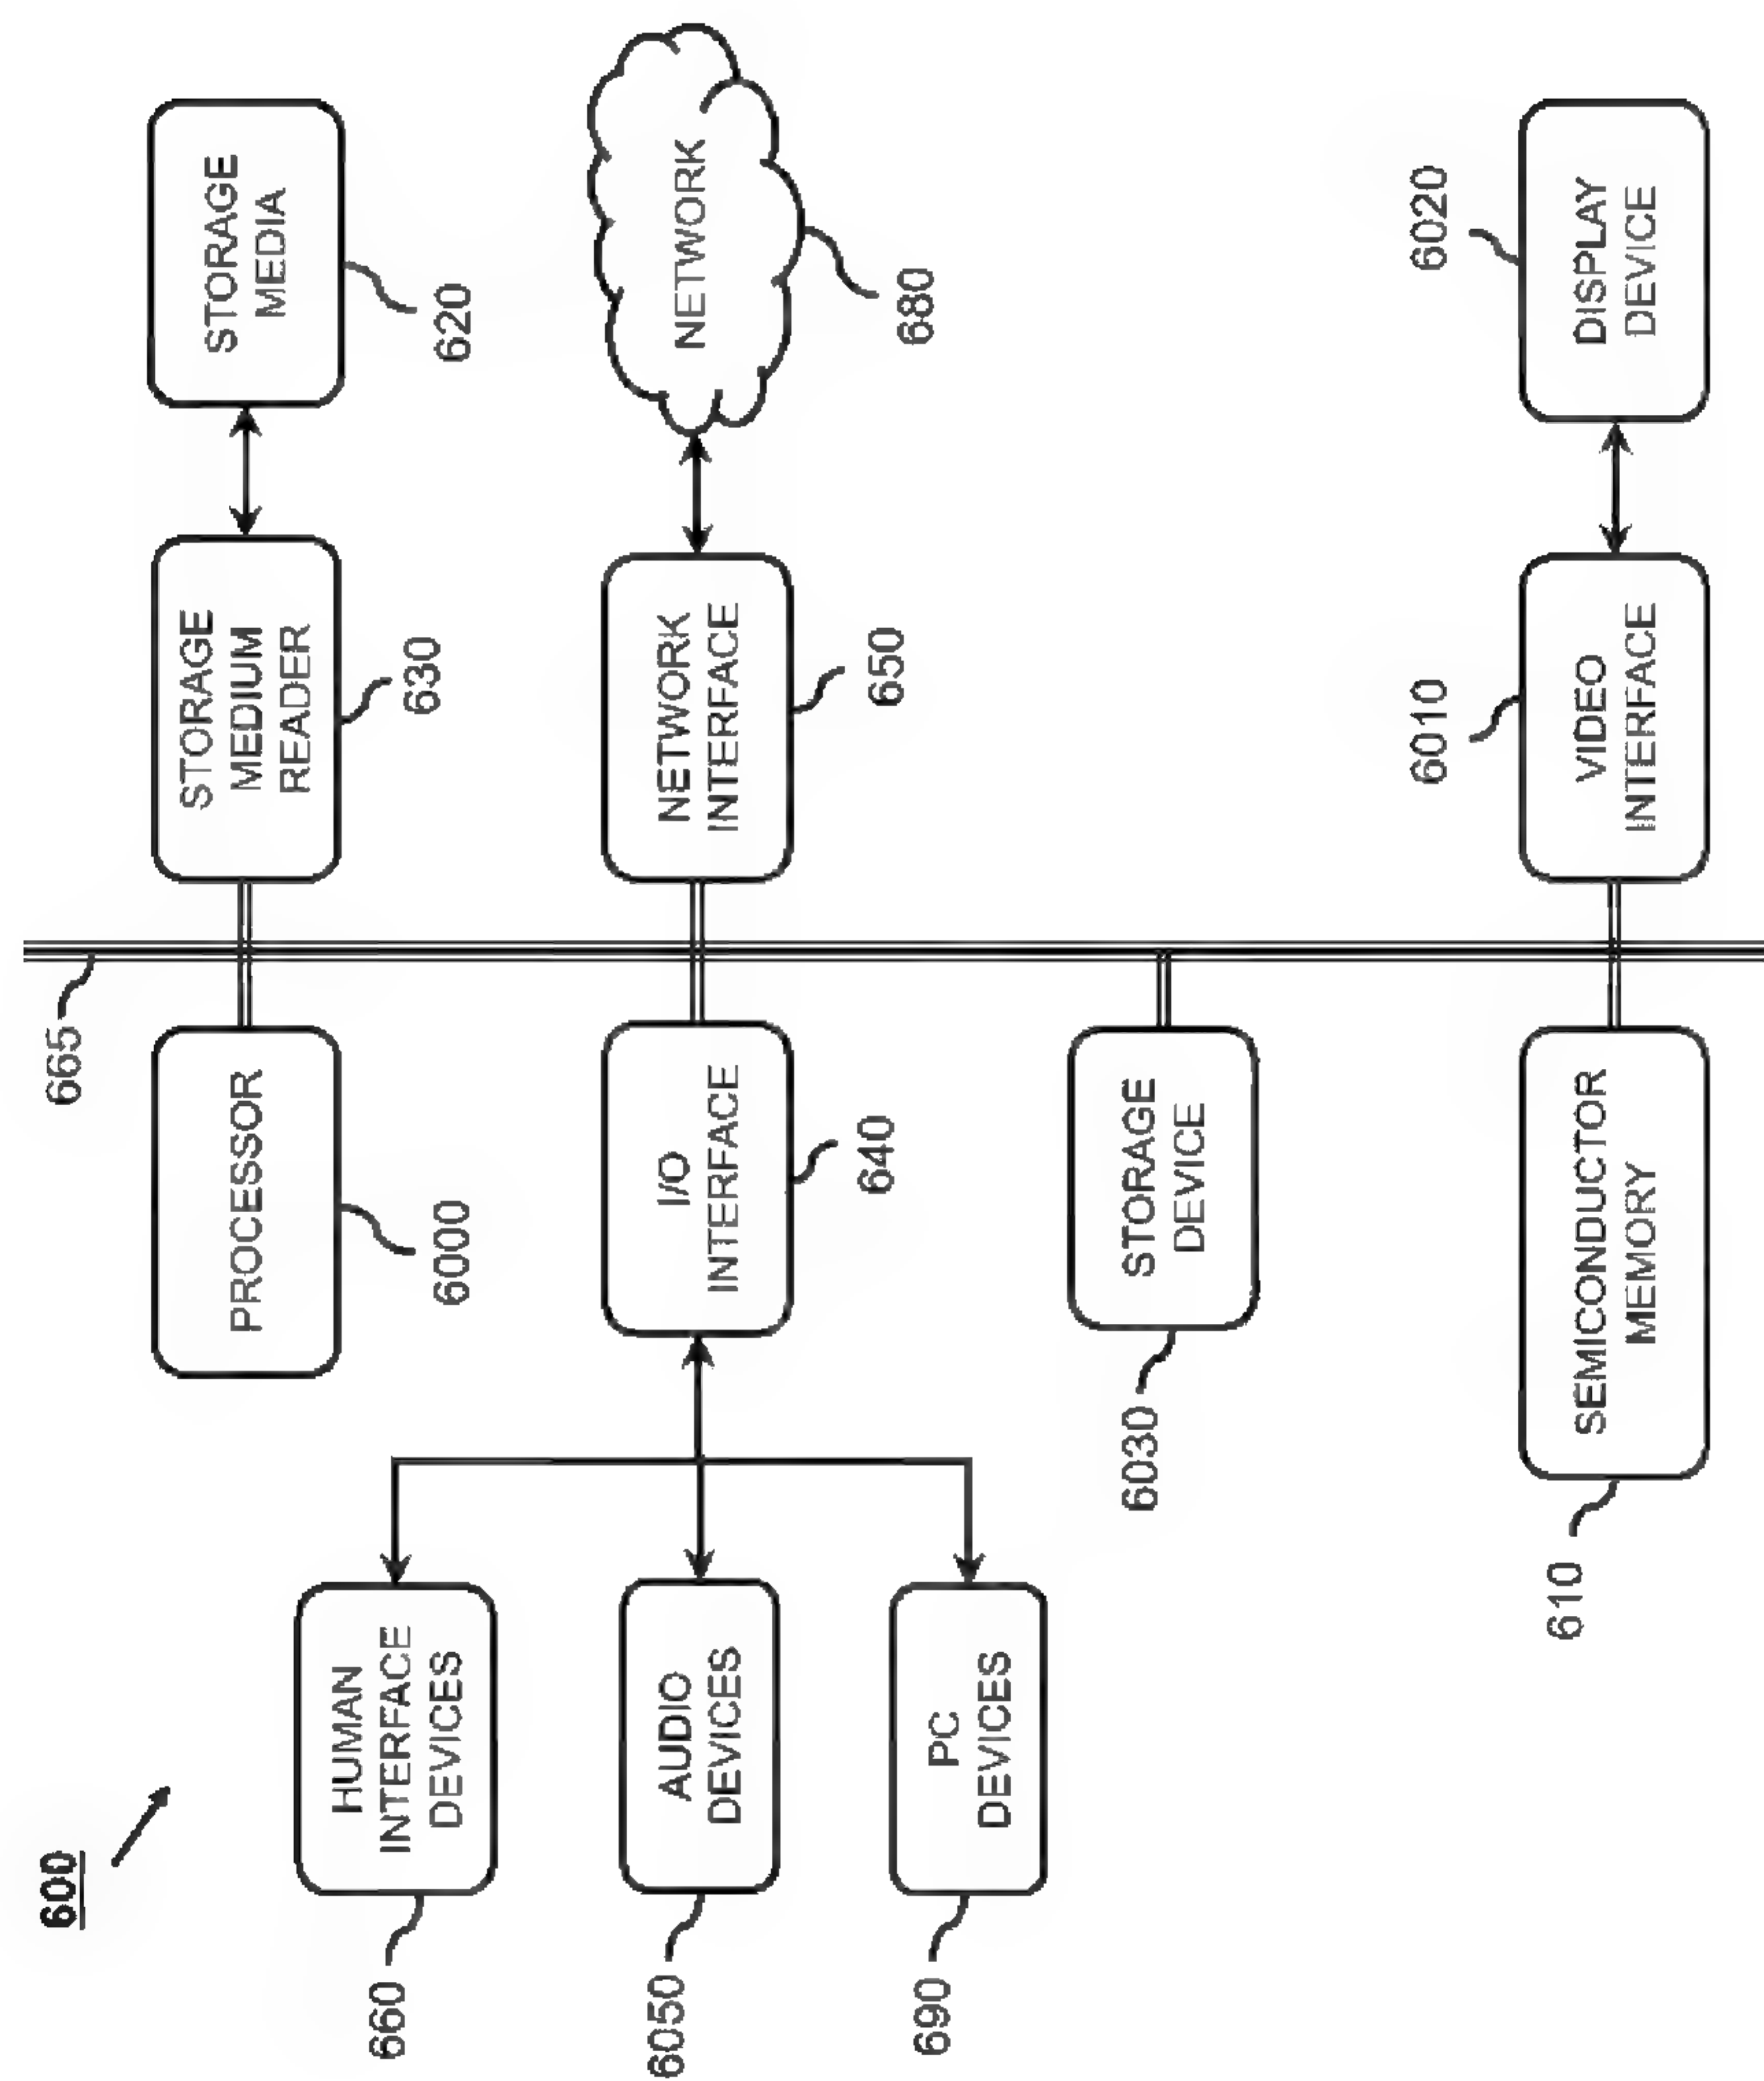 600
665
PROCESSOR
6000
STORAGE
MEDIUM
READER
630
STORAGE
MEDIA
620
HUMAN
INTERFACE
DEVICES
660
AUDIO
DEVICES
6050
PC
DEVICES
690
I/O
INTERFACE
640
NETWORK
INTERFACE
650
NETWORK
680
STORAGE
DEVICE
6030
SEMICONDUCTOR
MEMORY
610
6010
VIDEO
INTERFACE
6020
DISPLAY
DEVICE